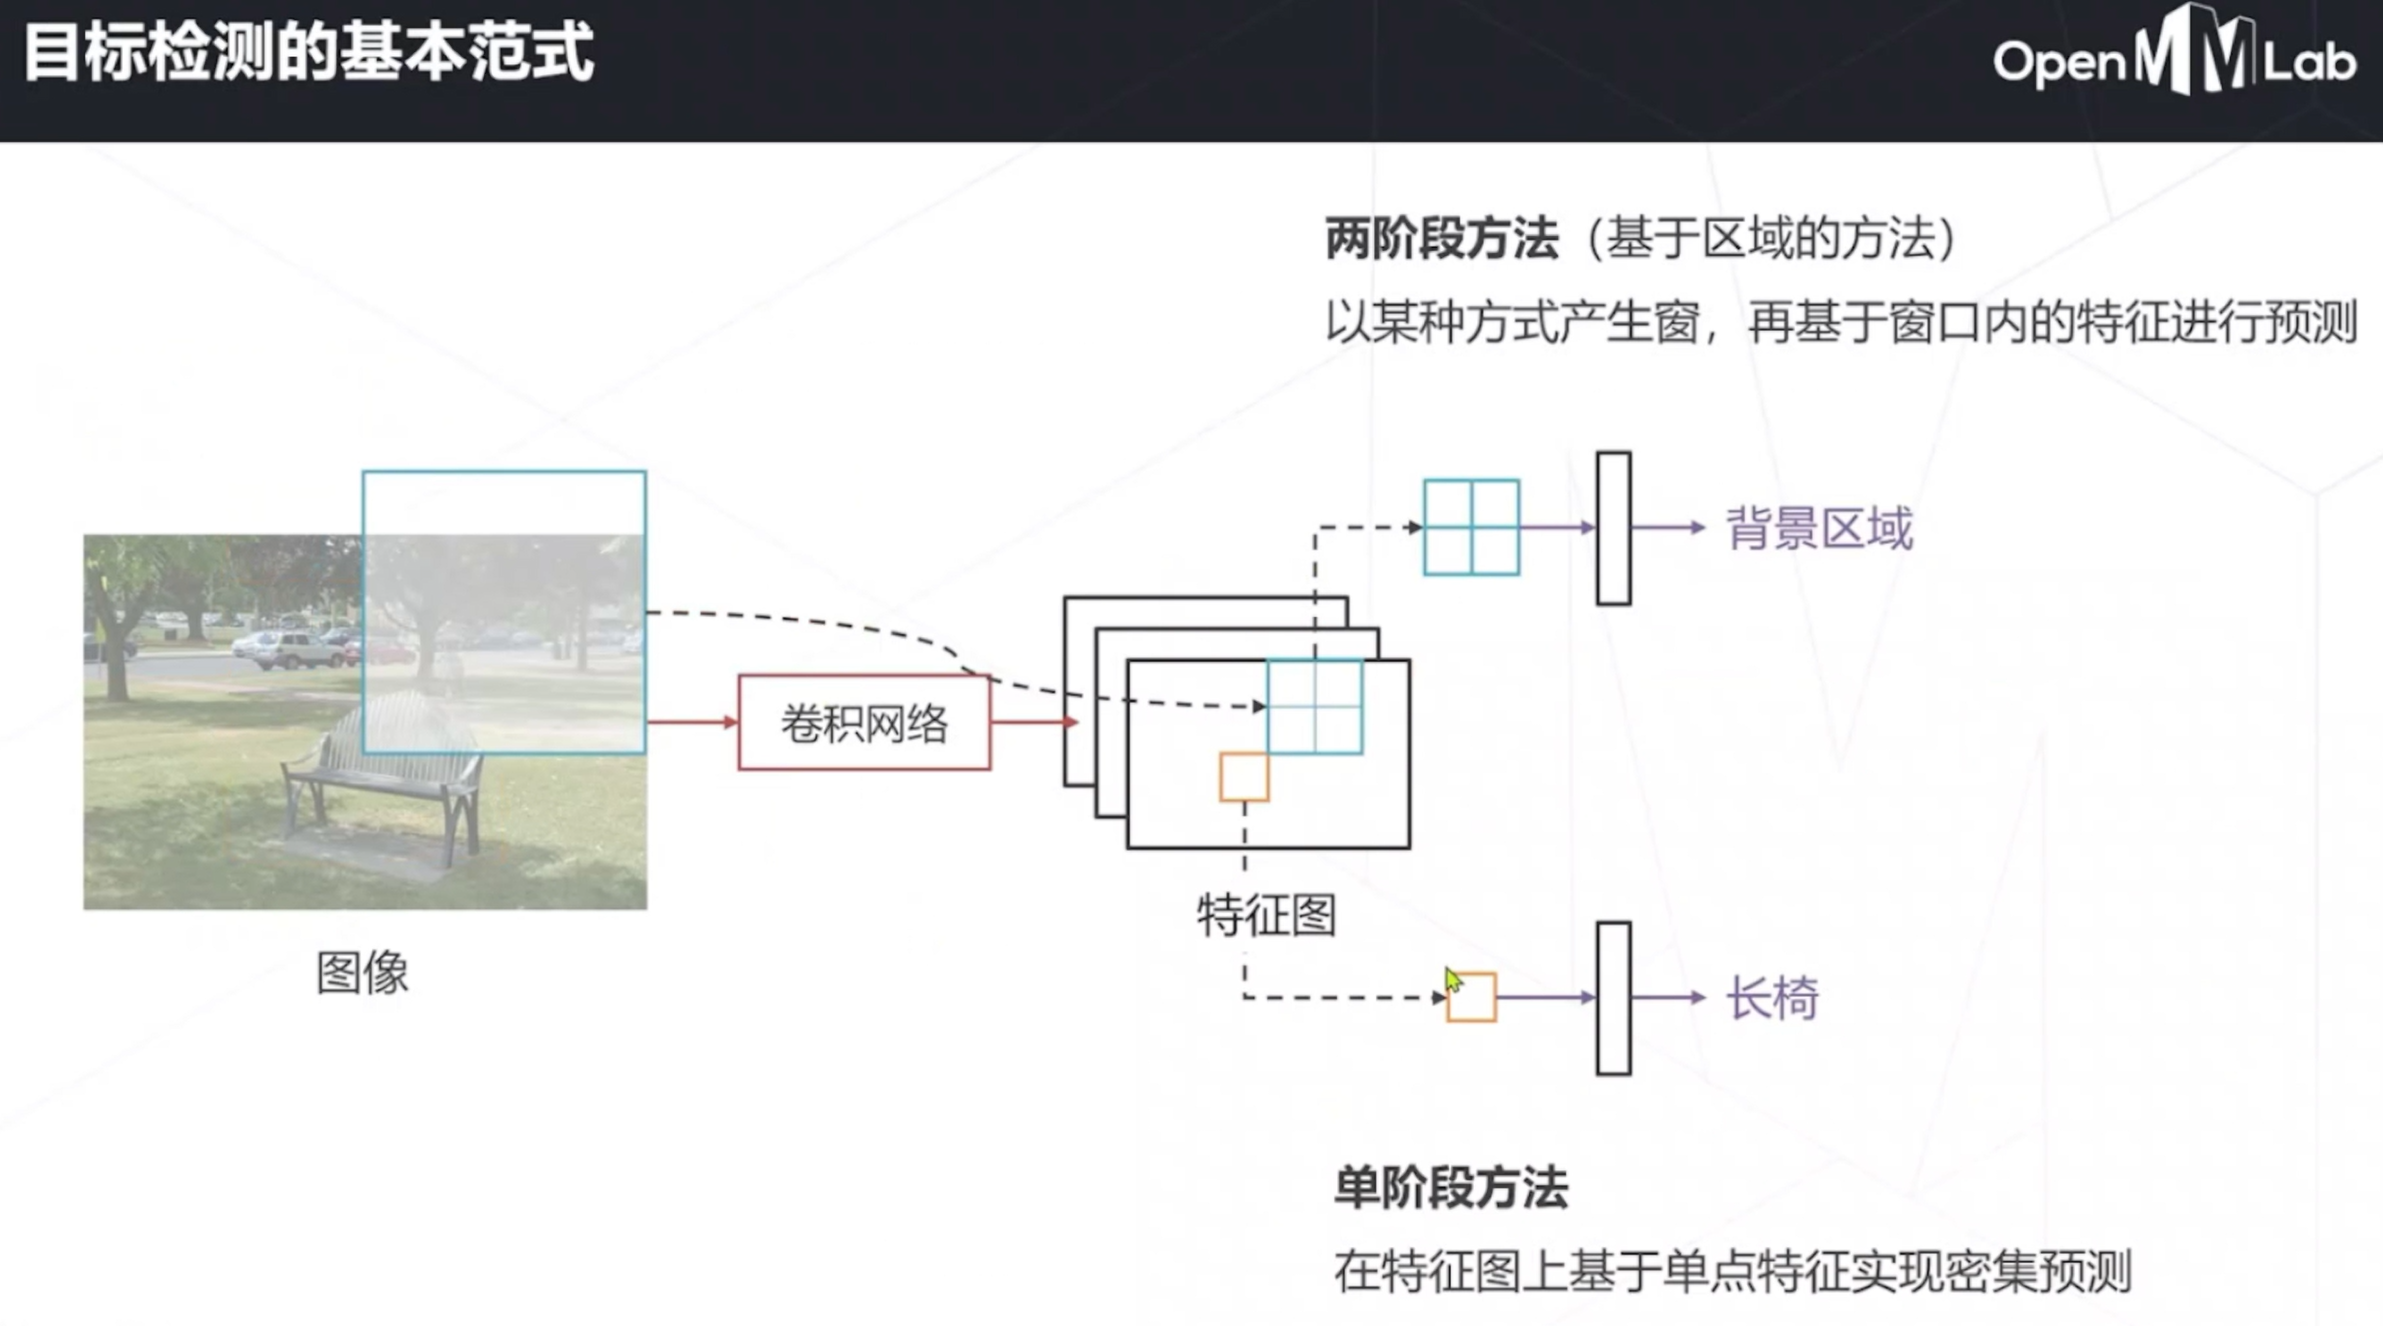 目标检测的基本范式
OpenMMLab
两阶段方法（基于区域的方法）
以某种方式产生窗，再基于窗口内的特征进行预测
背景区域
卷积网络
特征图
图像
长椅
单阶段方法
在特征图上基于单点特征实现密集预测